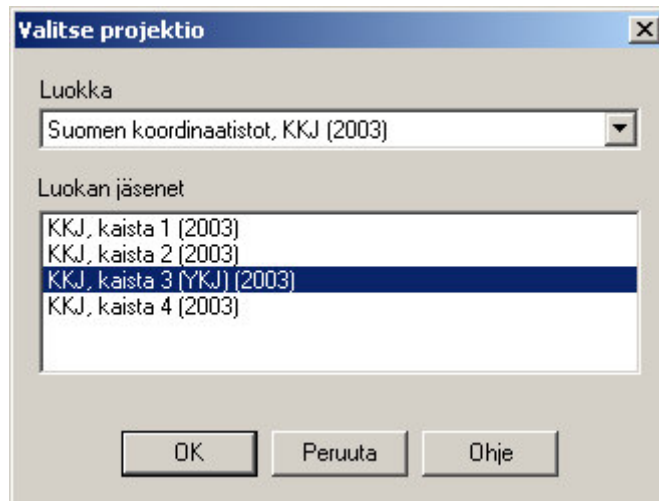 Valitse projektio
Luokka
Suomen koordinaatistot, KKJ (2003)
Luokan jäsenet
KKJ, kaista 1 (2003)
KKJ, kaista 2 (2003)
KKJ, kaista 3 (YKJ) (2003)
KKJ, kaista 4 (2003)
OK Peruuta Ohje